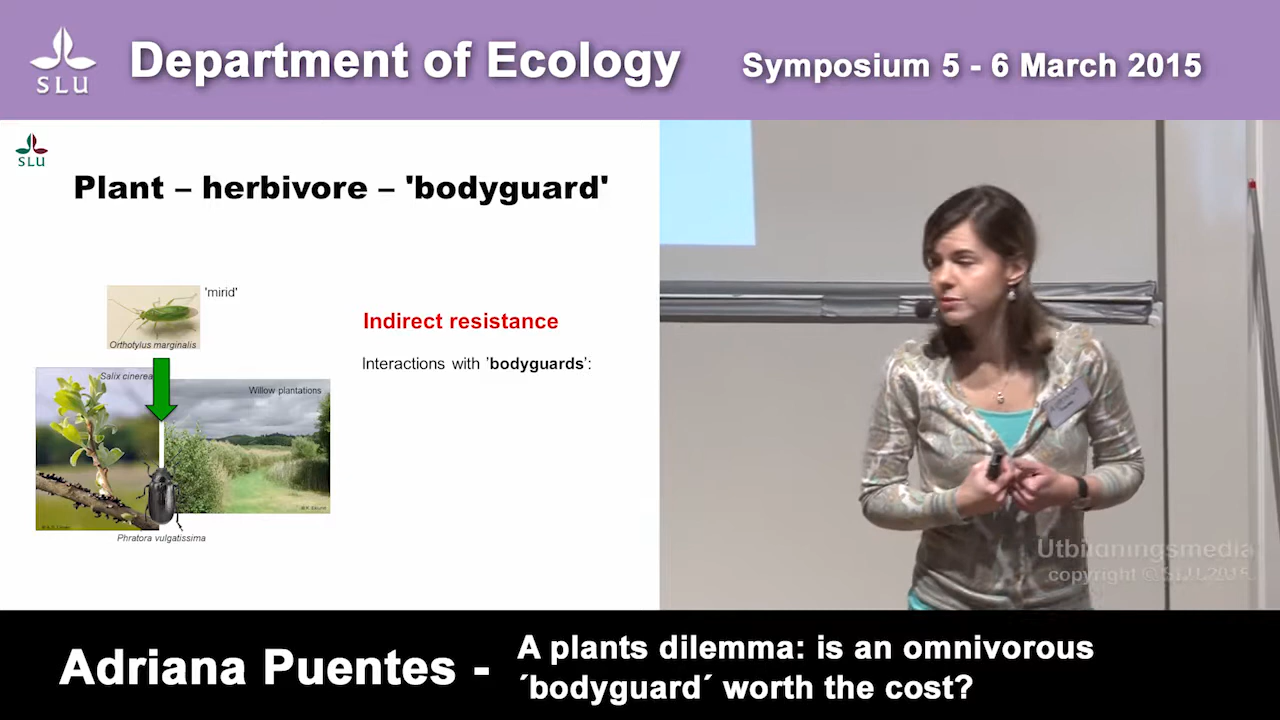 SLU
Department of Ecology
Symposium 5 - 6 March 2015
SLU
Plant – herbivore – 'bodyguard'
'mirid'
Orthotylus marginalis
Indirect resistance
Interactions with 'bodyguards':
Salix cinerea
Willow plantations
Phratora vulgatissima
Utbildningsmedia
copyright © SLU 2015
Adriana Puentes -
A plants dilemma: is an omnivorous
´bodyguard´ worth the cost?